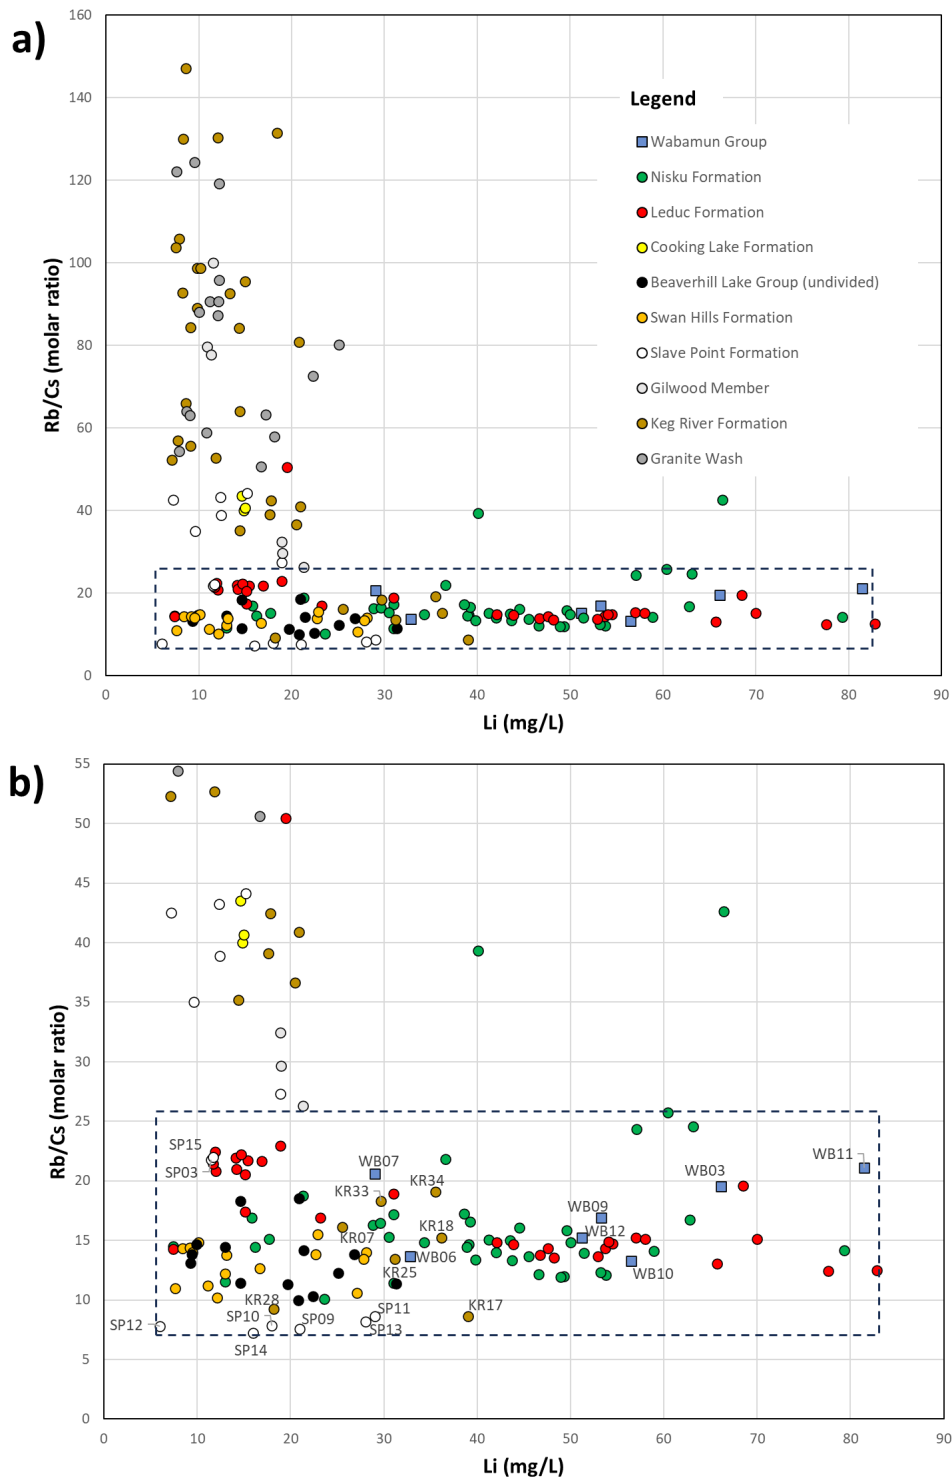 a)
160
140
120
100
80
60
40
20
0
Rb/Cs (molar ratio)
Legend
Wabamun Group
Nisku Formation
Leduc Formation
Cooking Lake Formation
Beaverhill Lake Group (undivided)
Swan Hills Formation
Slave Point Formation
Gilwood Member
Keg River Formation
Granite Wash
0 10 20 30 40 50 60 70 80 90
Li (mg/L)
b)
55
50
45
40
35
30
25
20
15
10
5
0
Rb/Cs (molar ratio)
SP15
SP03
WB07
KR33
KR34
WB11
WB03
WB09
KR07
KR18
WB12
WB06
WB10
KR25
KR28
SP10
SP09
SP11
SP13
KR17
SP12
SP14
0 10 20 30 40 50 60 70 80 90
Li (mg/L)